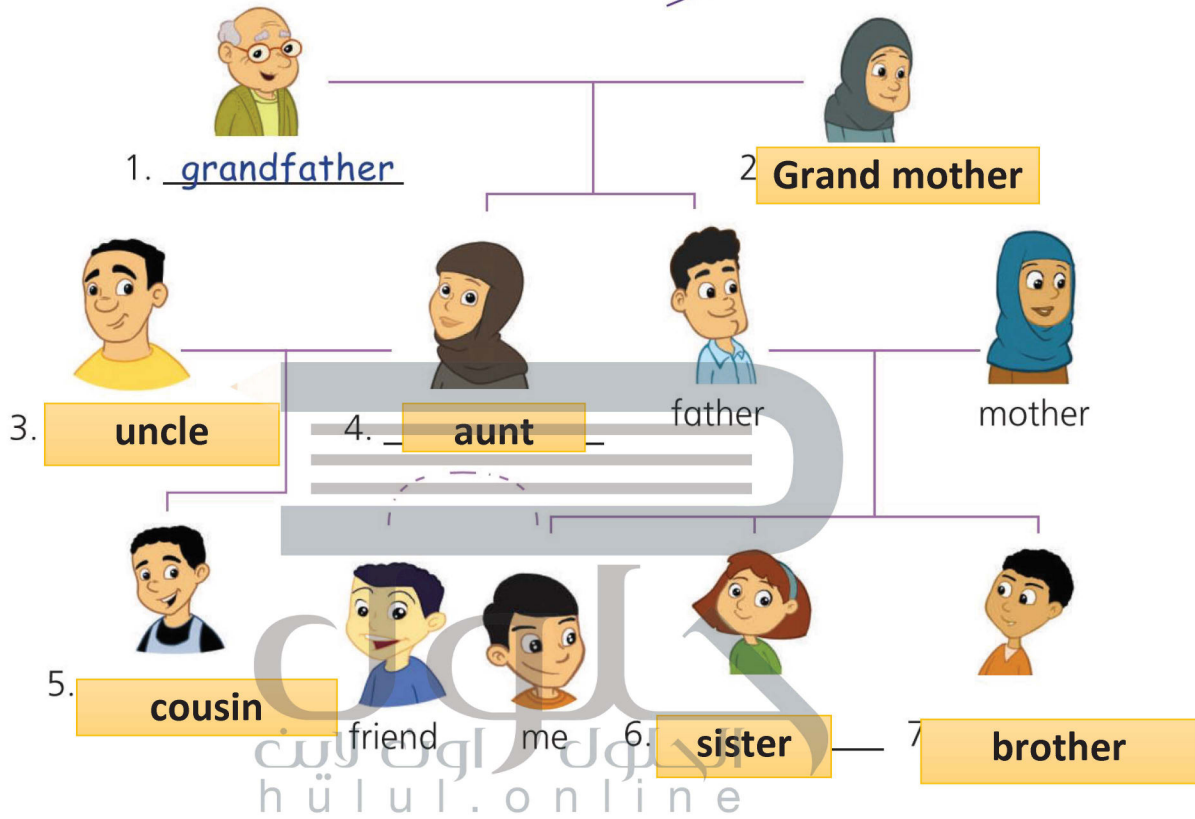 1. grandfather
2 Grand mother
3. uncle
4. aunt
father
mother
5. cousin
friend
me
6. sister
7 brother
حلول
الحلول اون لاين
hülul.online